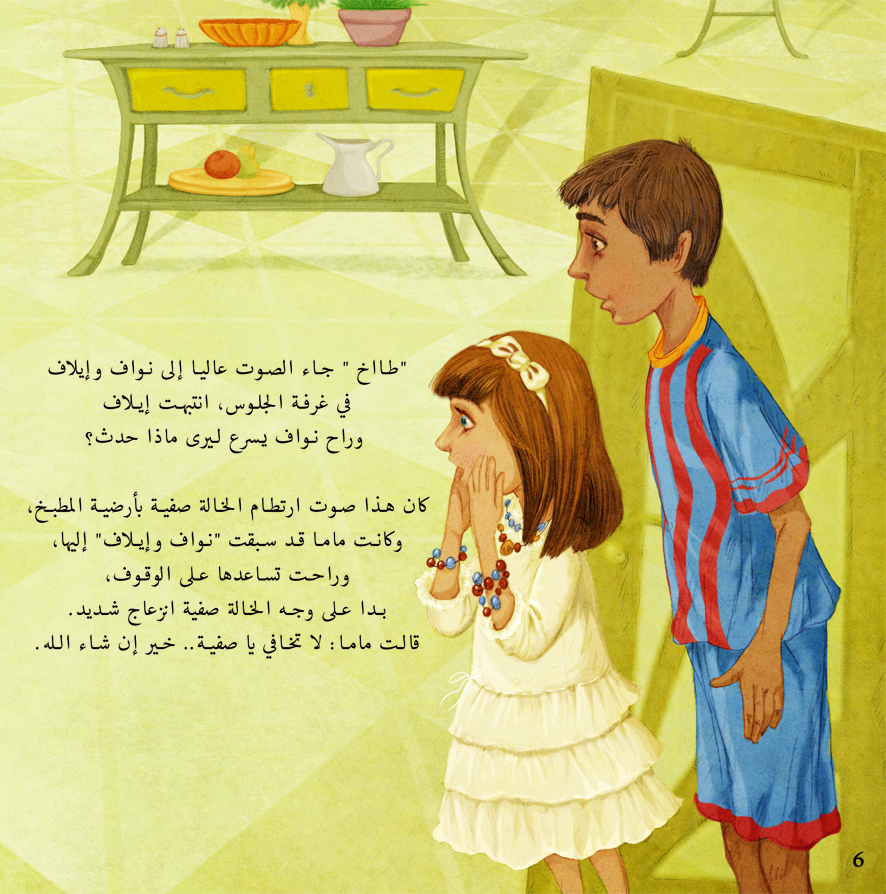 "طااخ " جاء الصوت عاليا إلى نواف وإيلاف
في غرفة الجلوس، انتبهت إيلاف
وراح نواف يسرع ليرى ماذا حدث؟
كان هذا صوت ارتطام الخالة صفية بأرضية المطبخ،
وكانت ماما قد سبقت "نواف وإيلاف" إليها،
وراحت تساعدها على الوقوف،
بدا على وجه الخالة صفية انزعاج شديد.
قالت ماما: لا تخافي يا صفية.. خير إن شاء الله.
6